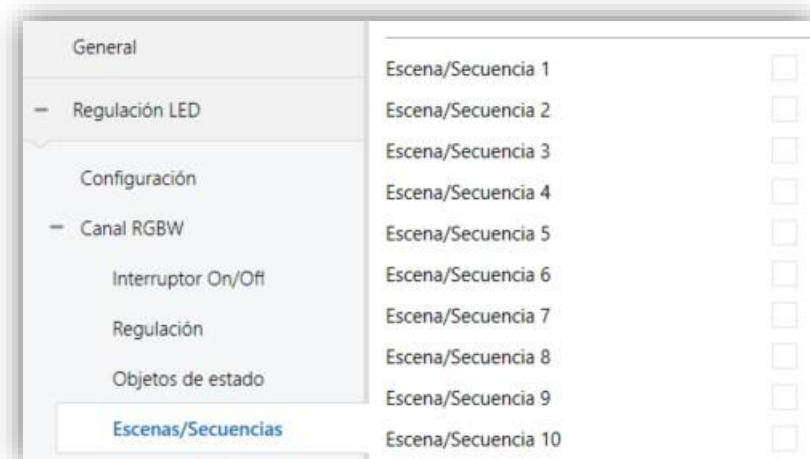 General
Regulación LED
Configuración
Canal RGBW
Interruptor On/Off
Regulación
Objetos de estado
Escenas/Secuencias
Escena/Secuencia 1
Escena/Secuencia 2
Escena/Secuencia 3
Escena/Secuencia 4
Escena/Secuencia 5
Escena/Secuencia 6
Escena/Secuencia 7
Escena/Secuencia 8
Escena/Secuencia 9
Escena/Secuencia 10